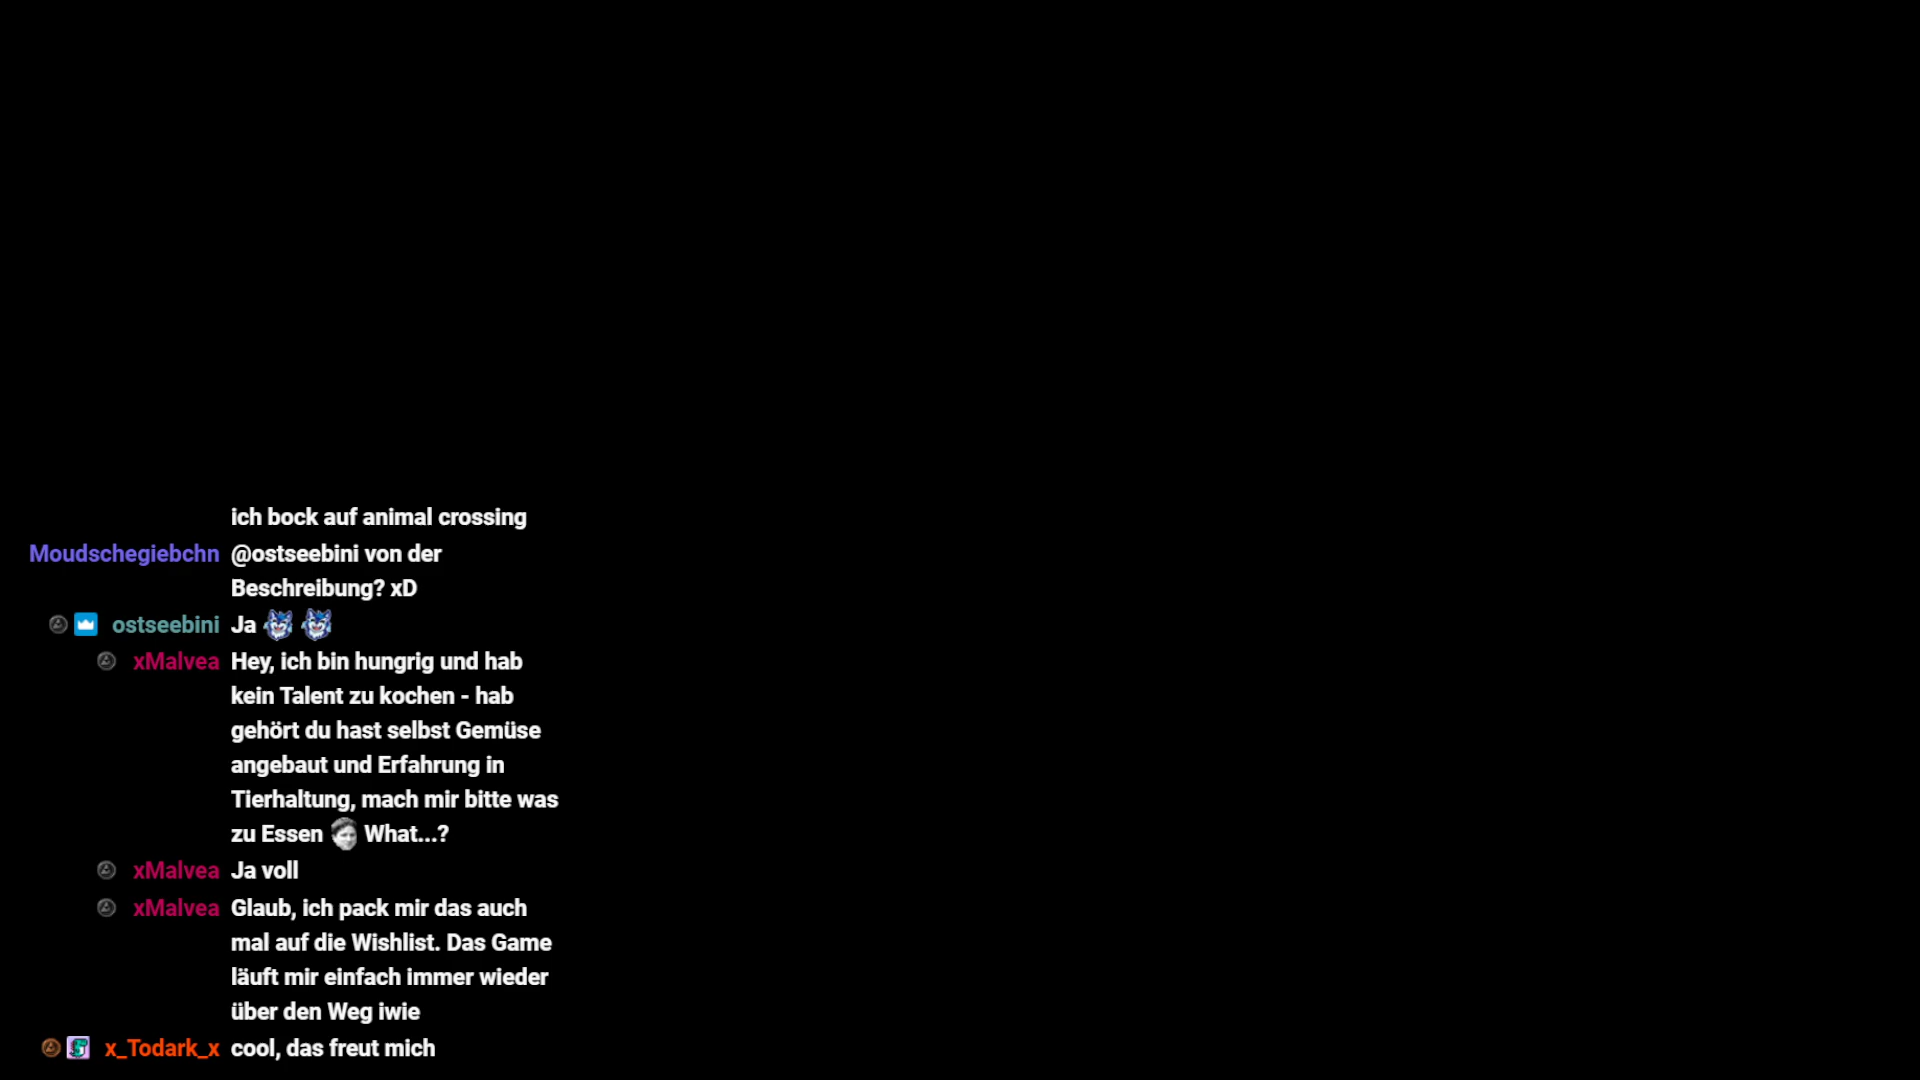 ich bock auf animal crossing
Moudschegiebchn @ostseebini von der
Beschreibung? xD
ostseebini Ja
xMalvea Hey, ich bin hungrig und hab
kein Talent zu kochen - hab
gehört du hast selbst Gemüse
angebaut und Erfahrung in
Tierhaltung, mach mir bitte was
zu Essen What...?
xMalvea Ja voll
xMalvea Glaub, ich pack mir das auch
mal auf die Wishlist. Das Game
läuft mir einfach immer wieder
über den Weg iwie
x_Todark_x cool, das freut mich